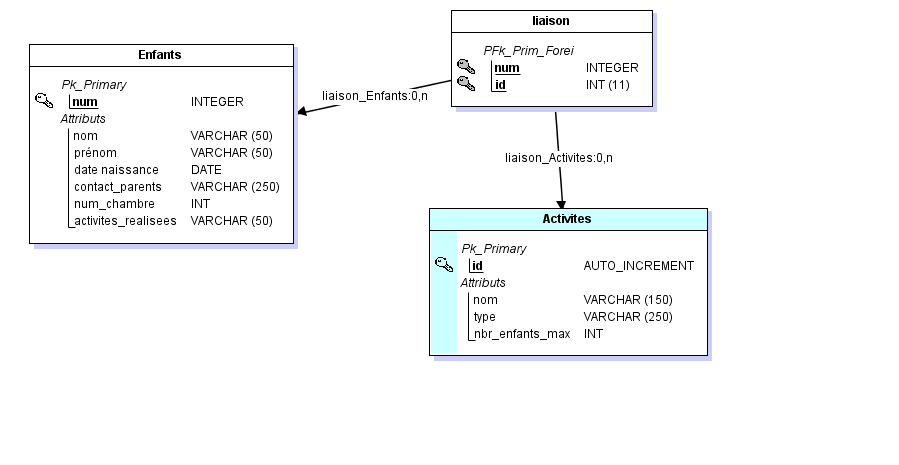 liaison
PFk_Prim_Forei
num INTEGER
id INT (11)
Enfants
Pk_Primary
num INTEGER
Attributs
nom VARCHAR (50)
prénom VARCHAR (50)
date naissance DATE
contact_parents VARCHAR (250)
num_chambre INT
activites_realisees VARCHAR (50)
liaison_Enfants:0,n
liaison_Activites:0,n
Activites
Pk_Primary
id AUTO_INCREMENT
Attributs
nom VARCHAR (150)
type VARCHAR (250)
nbr_enfants_max INT